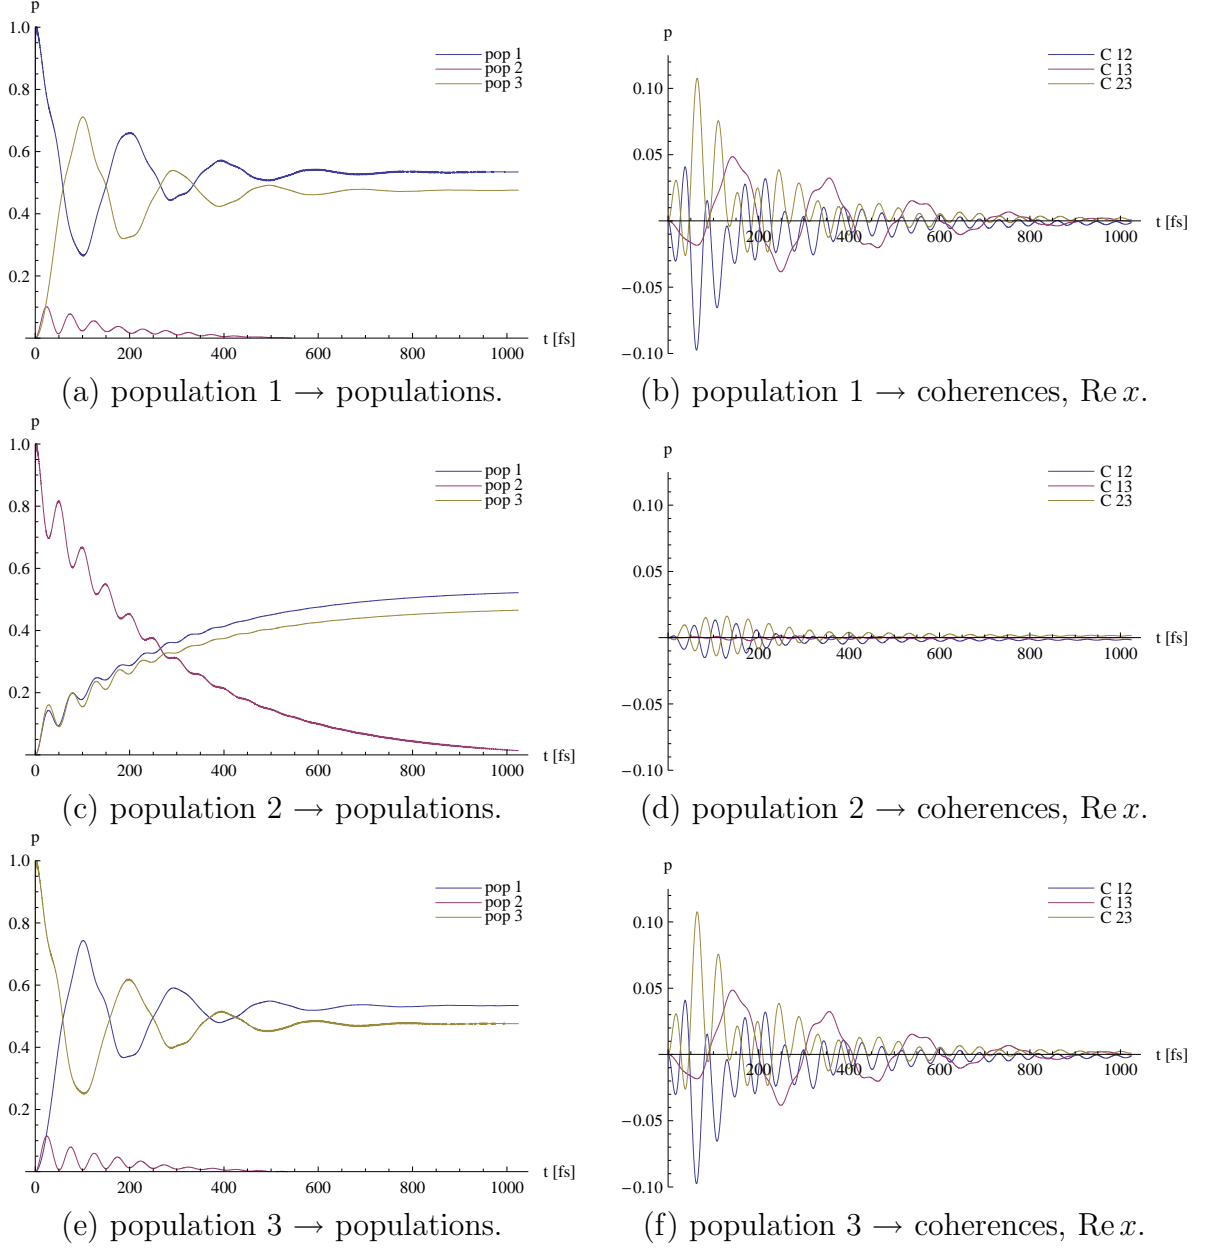 p
1.0
0.8
0.6
0.4
0.2
0 200 400 600 800 1000
t [fs]
pop 1
pop 2
pop 3
(a) population 1 → populations.
p
0.10
0.05
−0.05
−0.10
200 400 600 800 1000
t [fs]
C 12
C 13
C 23
(b) population 1 → coherences, Re x.
p
1.0
0.8
0.6
0.4
0.2
0 200 400 600 800 1000
t [fs]
pop 1
pop 2
pop 3
(c) population 2 → populations.
p
0.10
0.05
−0.05
−0.10
200 400 600 800 1000
t [fs]
C 12
C 13
C 23
(d) population 2 → coherences, Re x.
p
1.0
0.8
0.6
0.4
0.2
0 200 400 600 800 1000
t [fs]
pop 1
pop 2
pop 3
(e) population 3 → populations.
p
0.10
0.05
−0.05
−0.10
200 400 600 800 1000
t [fs]
C 12
C 13
C 23
(f) population 3 → coherences, Re x.